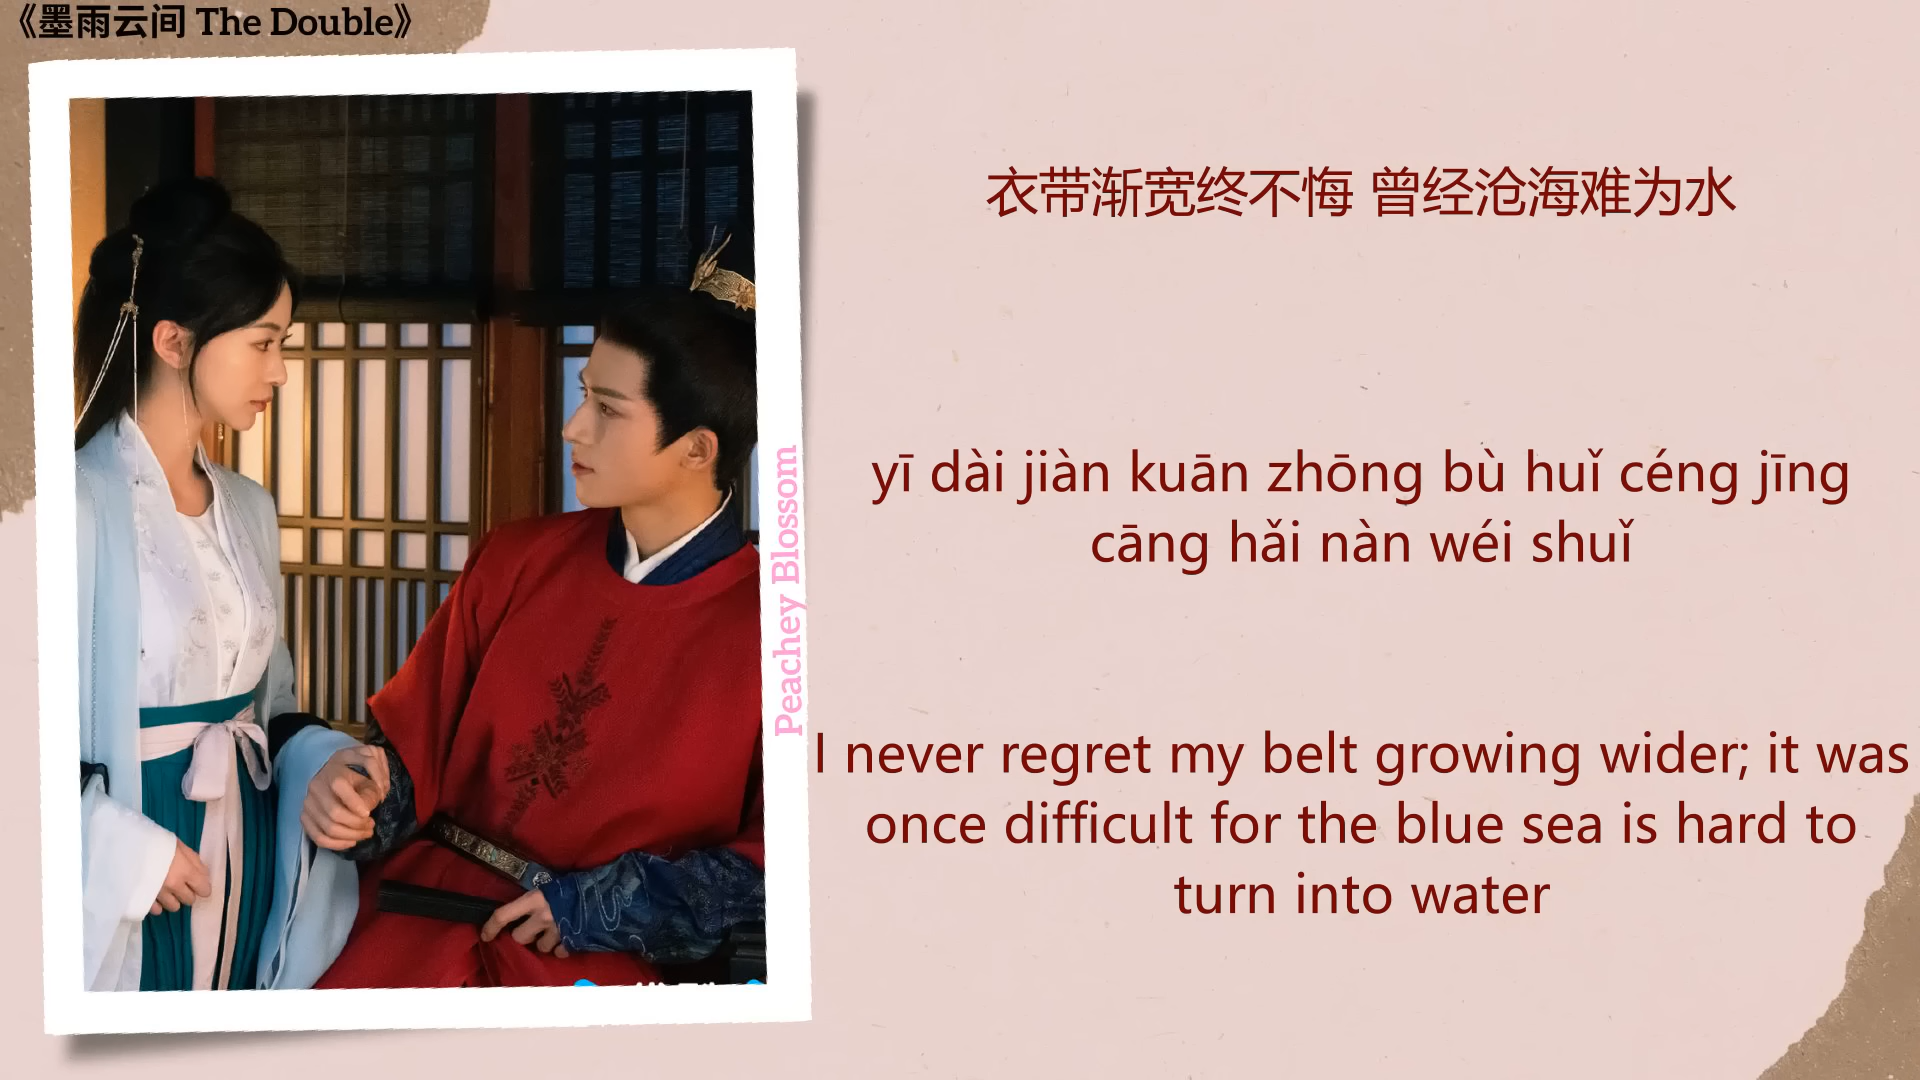 《墨雨云间 The Double》
衣带渐宽终不悔 曾经沧海难为水
yī dài jiàn kuān zhōng bù huǐ céng jīng
cāng hǎi nàn wéi shuǐ
Peachey Blossom
I never regret my belt growing wider; it was
once difficult for the blue sea is hard to
turn into water